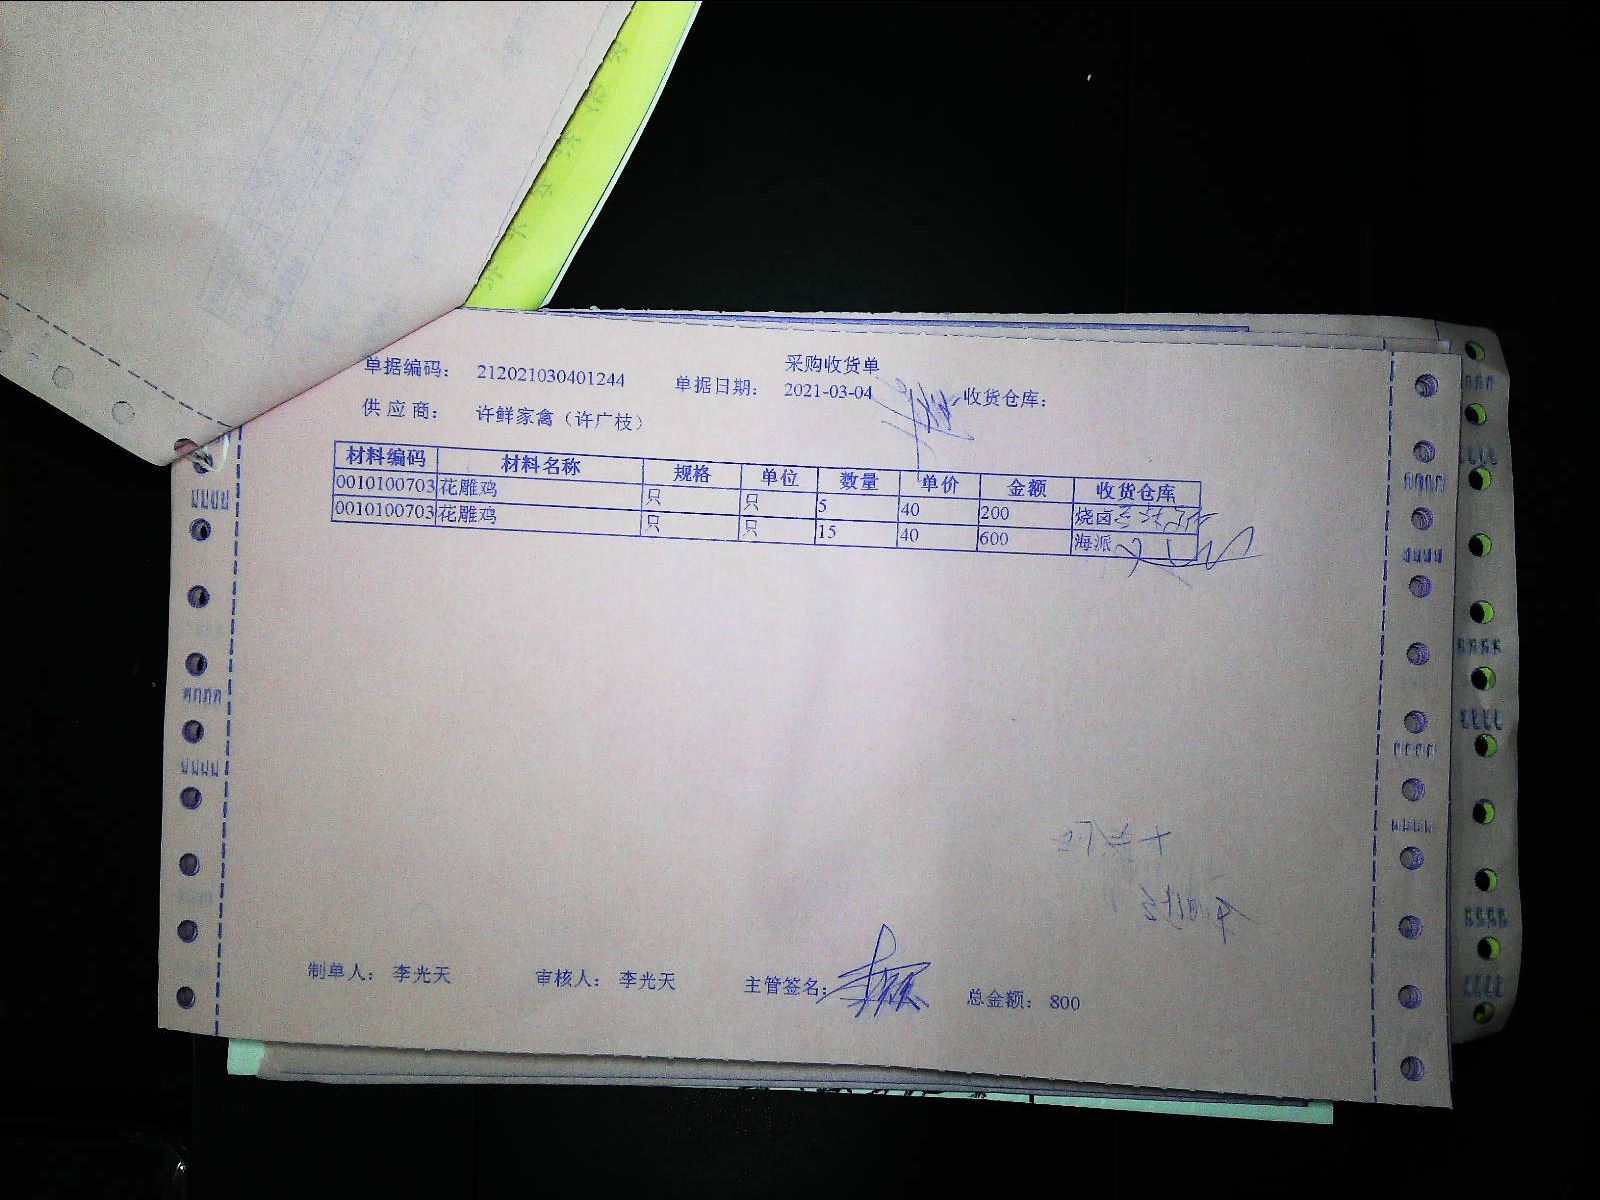 采购收货单
单据编码： 212021030401244 单据日期： 2021-03-04 收货仓库：
供应商： 许鲜家禽（许广枝）
材料编码 材料名称 规格 单位 数量 单价 金额 收货仓库
0010100703 花雕鸡 只 只 5 40 200 烧卤
0010100703 花雕鸡 只 只 15 40 600 海派
制单人： 李光天 审核人： 李光天 主管签名： 总金额： 800